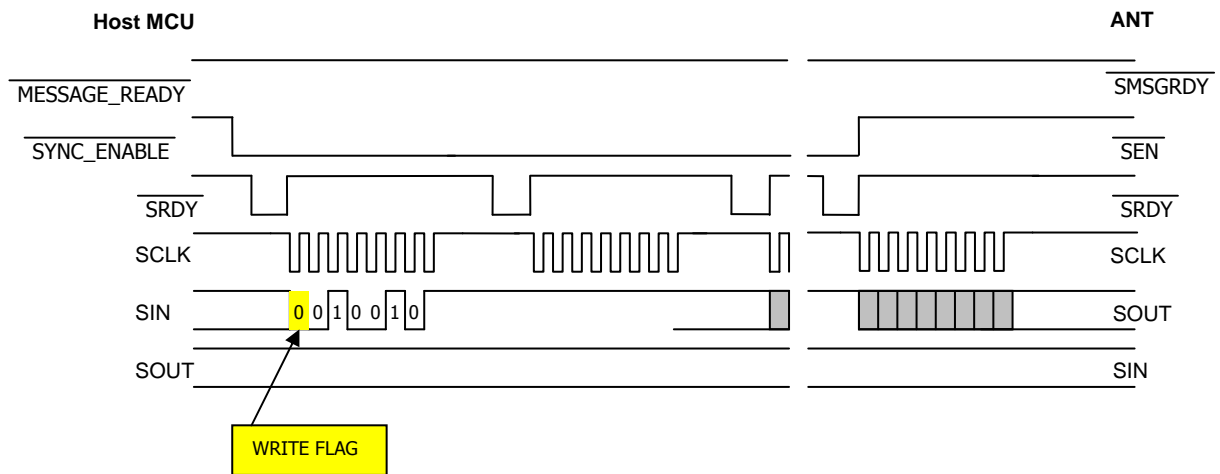 Host MCU ANT
MESSAGE_READY SMSGRDY
SYNC_ENABLE SEN
SRDY SRDY
SCLK SCLK
SIN 0 0 1 0 0 1 0 SOUT
SOUT SIN
WRITE FLAG